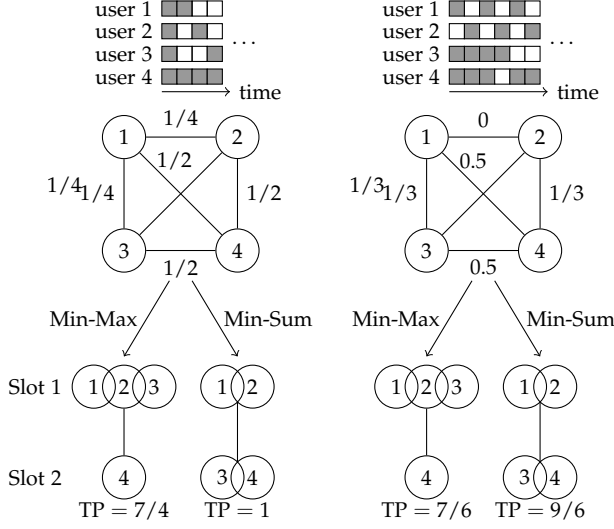 user 1 user 1
user 2 user 2
... ...
user 3 user 3
user 4 user 4
time time
1/4 0
1 2 1 2
1/2 0.5
1/4 1/4 1/2 1/3 1/3 1/3
3 4 3 4
1/2 0.5
Min-Max Min-Sum Min-Max Min-Sum
Slot 1 1 2 3 1 2 1 2 3 1 2
Slot 2 4 3 4 4 3 4
TP = 7/4 TP = 1 TP = 7/6 TP = 9/6